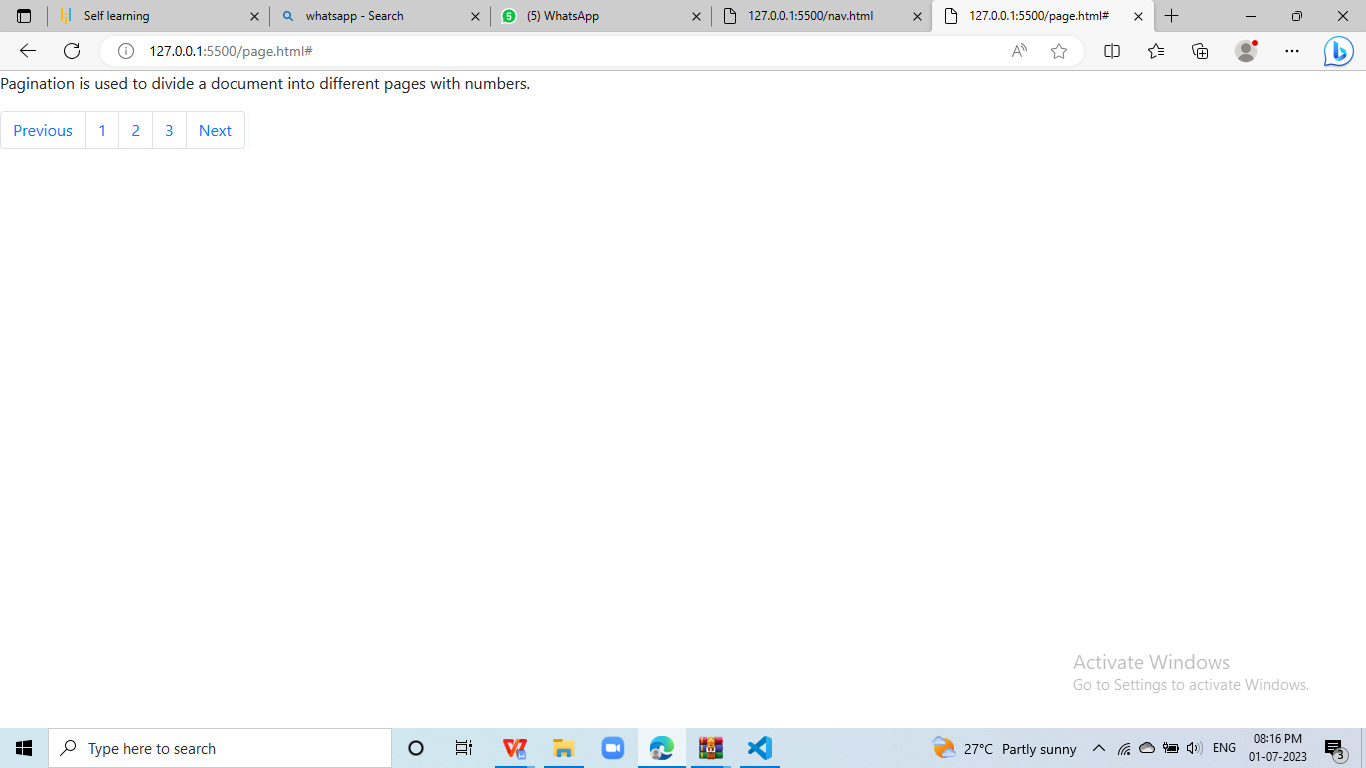 Self learning
whatsapp - Search
5
(5) WhatsApp
127.0.0.1:5500/nav.html
127.0.0.1:5500/page.html#
127.0.0.1:5500/page.html#
Pagination is used to divide a document into different pages with numbers.
Previous 1 2 3 Next
Activate Windows
Go to Settings to activate Windows.
Type here to search
27°C Partly sunny
ENG
08:16 PM
01-07-2023
3